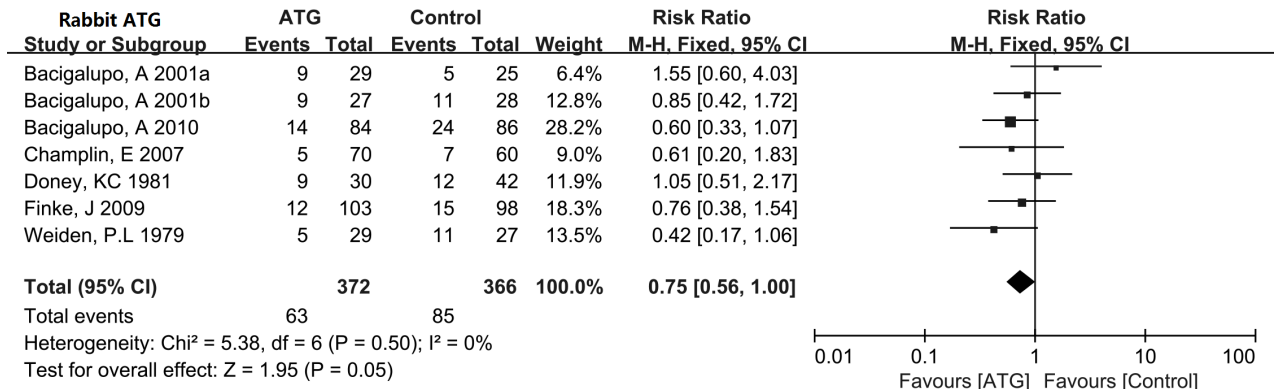 Rabbit ATG ATG Control Risk Ratio Risk Ratio
Study or Subgroup Events Total Events Total Weight M-H, Fixed, 95% CI M-H, Fixed, 95% CI
Bacigalupo, A 2001a 9 29 5 25 6.4% 1.55 [0.60, 4.03]
Bacigalupo, A 2001b 9 27 11 28 12.8% 0.85 [0.42, 1.72]
Bacigalupo, A 2010 14 84 24 86 28.2% 0.60 [0.33, 1.07]
Champlin, E 2007 5 70 7 60 9.0% 0.61 [0.20, 1.83]
Doney, KC 1981 9 30 12 42 11.9% 1.05 [0.51, 2.17]
Finke, J 2009 12 103 15 98 18.3% 0.76 [0.38, 1.54]
Weiden, P.L 1979 5 29 11 27 13.5% 0.42 [0.17, 1.06]
Total (95% CI) 372 366 100.0% 0.75 [0.56, 1.00]
Total events 63 85
Heterogeneity: Chi² = 5.38, df = 6 (P = 0.50); I² = 0%
Test for overall effect: Z = 1.95 (P = 0.05)
0.01 0.1 1 10 100
Favours [ATG] Favours [Control]